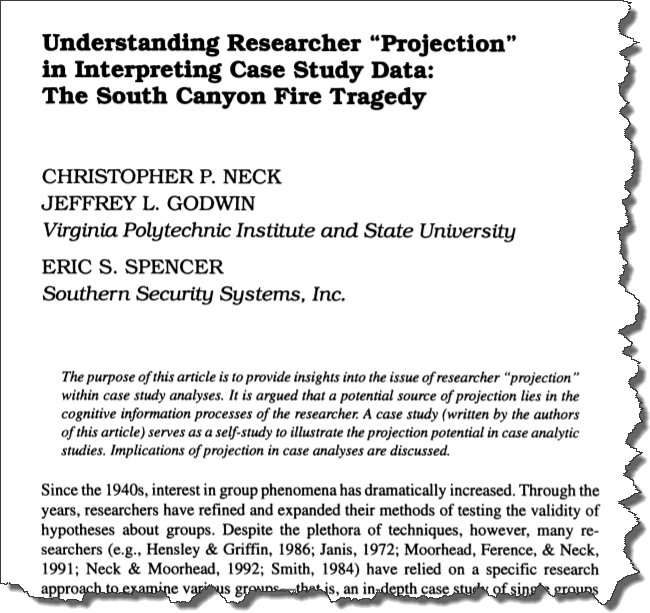 Understanding Researcher “Projection”
in Interpreting Case Study Data:
The South Canyon Fire Tragedy
CHRISTOPHER P. NECK
JEFFREY L. GODWIN
Virginia Polytechnic Institute and State University
ERIC S. SPENCER
Southern Security Systems, Inc.
The purpose of this article is to provide insights into the issue of researcher “projection”
within case study analyses. It is argued that a potential source of projection lies in the
cognitive information processes of the researcher. A case study (written by the authors
of this article) serves as a self-study to illustrate the projection potential in case analytic
studies. Implications of projection in case analyses are discussed.
Since the 1940s, interest in group phenomena has dramatically increased. Through the
years, researchers have refined and expanded their methods of testing the validity of
hypotheses about groups. Despite the plethora of techniques, however, many re-
searchers (e.g., Hensley & Griffin, 1986; Janis, 1972; Moorhead, Ference, & Neck,
1991; Neck & Moorhead, 1992; Smith, 1984) have relied on a specific research
approach to examine various groups—that is, an in-depth case study of single groups